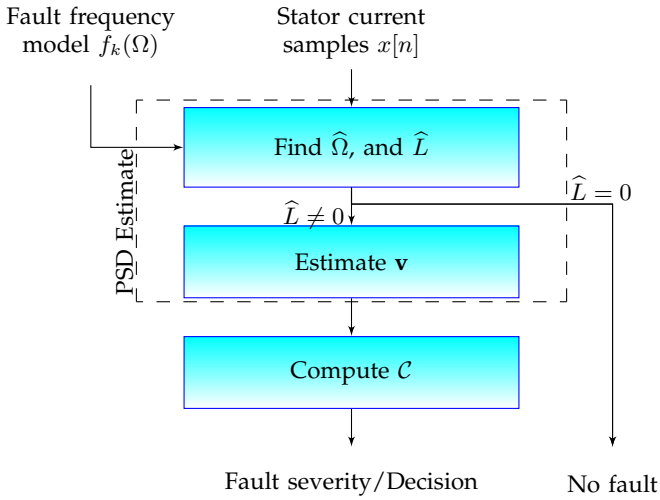 Fault frequency
model $f_k(\Omega)$
Stator current
samples $x[n]$
Find $\widehat{\Omega}$, and $\widehat{L}$
$\widehat{L} = 0$
$\widehat{L} \neq 0$
PSD Estimate
Estimate $\mathbf{v}$
Compute $\mathcal{C}$
Fault severity/Decision
No fault